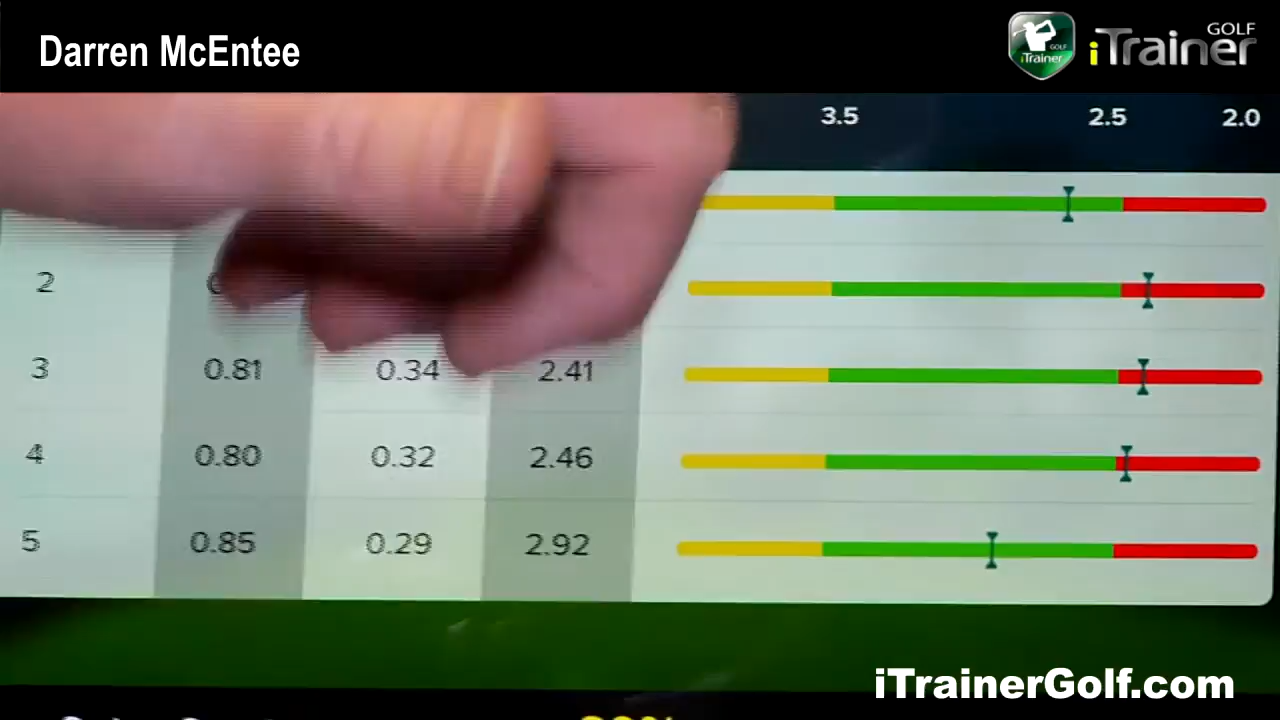 Darren McEntee
GOLF
iTrainer
GOLF
iTrainer
3.5 2.5 2.0
2
3 0.81 0.34 2.41
4 0.80 0.32 2.46
5 0.85 0.29 2.92
iTrainerGolf.com